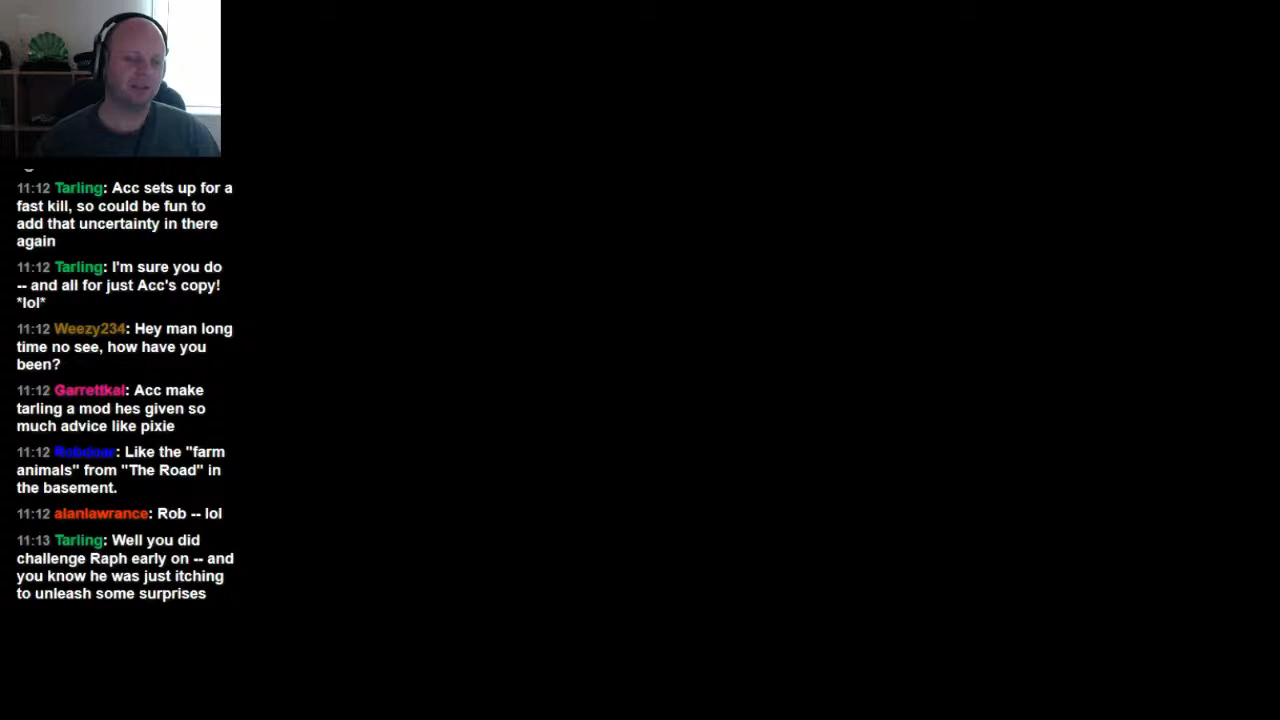 11:12 Tarling: Acc sets up for a
fast kill, so could be fun to
add that uncertainty in there
again
11:12 Tarling: I'm sure you do
-- and all for just Acc's copy!
*lol*
11:12 Weezy234: Hey man long
time no see, how have you
been?
11:12 Garrettkal: Acc make
tarling a mod hes given so
much advice like pixie
11:12 Robdoar: Like the "farm
animals" from "The Road" in
the basement.
11:12 alanlawrance: Rob -- lol
11:13 Tarling: Well you did
challenge Raph early on -- and
you know he was just itching
to unleash some surprises